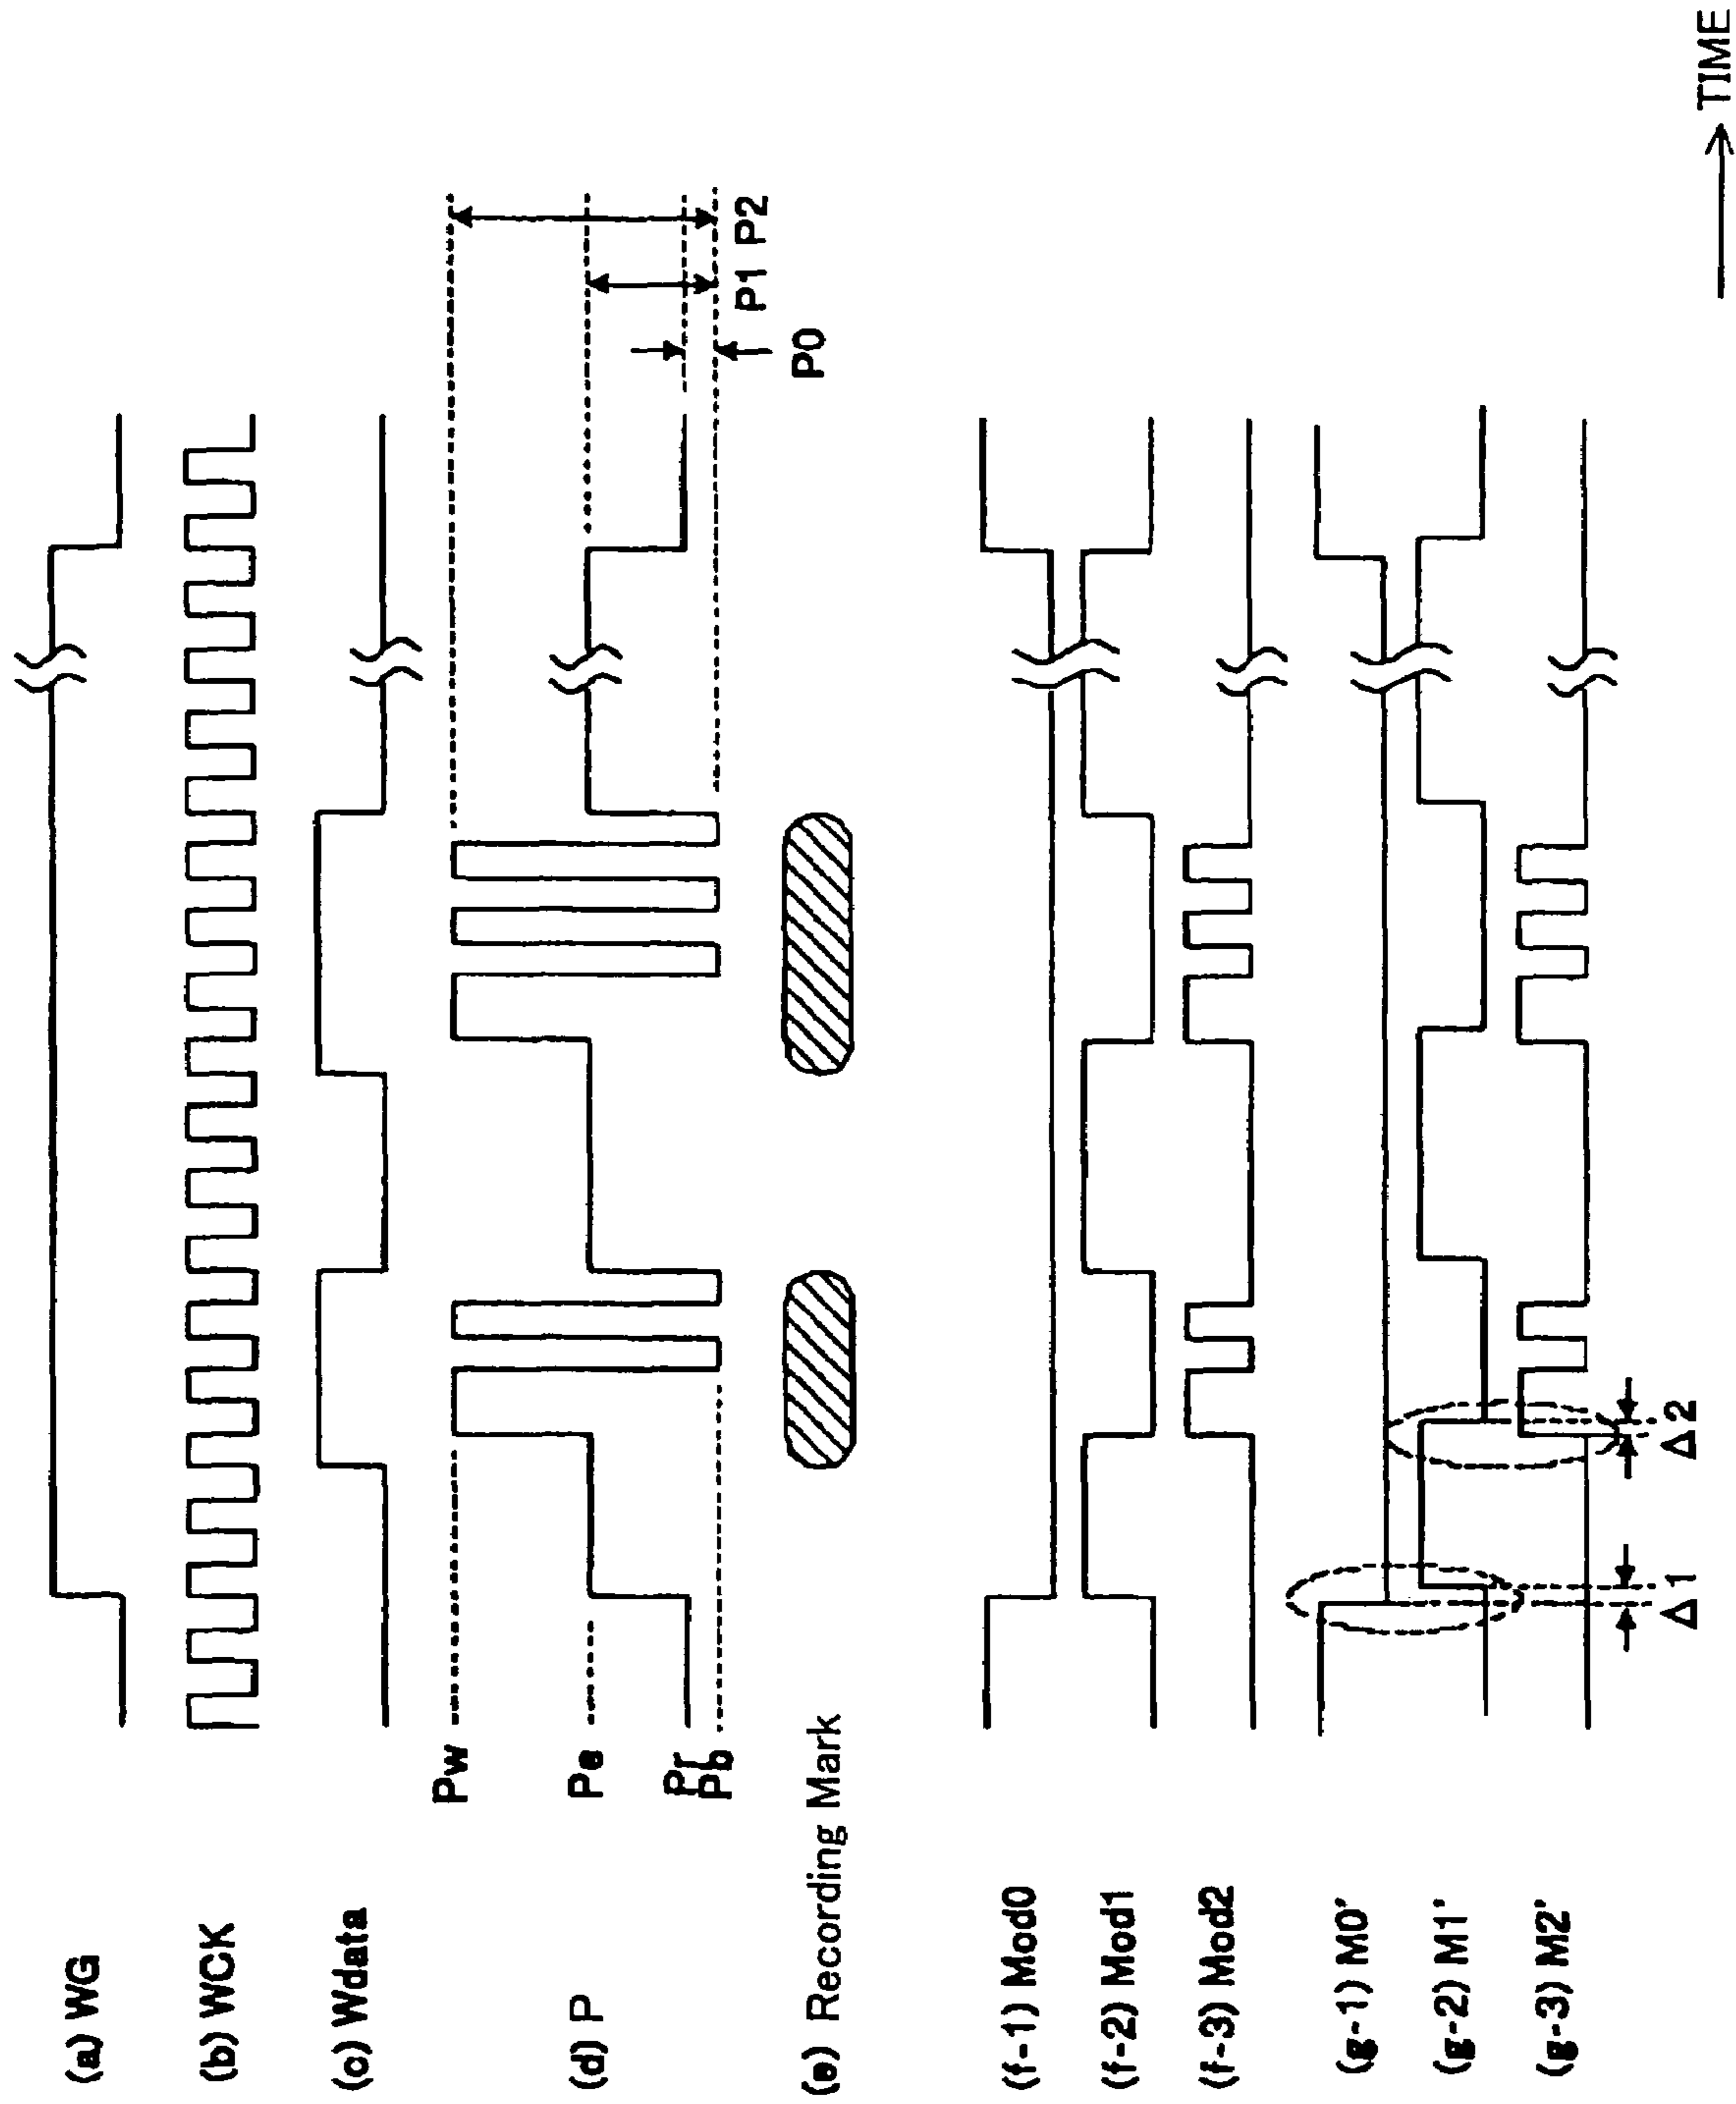 (a) WG
(b) WCK
(c) Wdata
(d) P
Pw
Pe
Pr
Pb
P0
P1 P2
(e) Recording Mark
(f-1) Mod0
(f-2) Mod1
(f-3) Mod2
(g-1) M0'
(g-2) M1'
(g-3) M2'
Δ1
Δ2
TIME